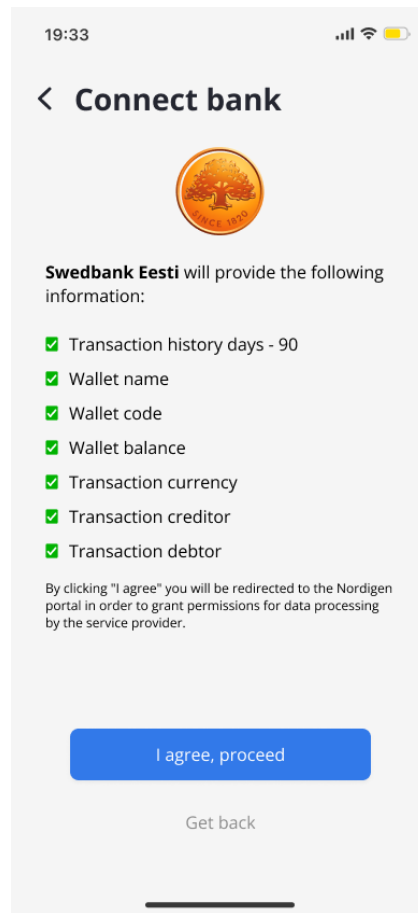 19:33
Connect bank
SINCE 1820
Swedbank Eesti will provide the following
information:
Transaction history days - 90
Wallet name
Wallet code
Wallet balance
Transaction currency
Transaction creditor
Transaction debtor
By clicking "I agree" you will be redirected to the Nordigen
portal in order to grant permissions for data processing
by the service provider.
I agree, proceed
Get back